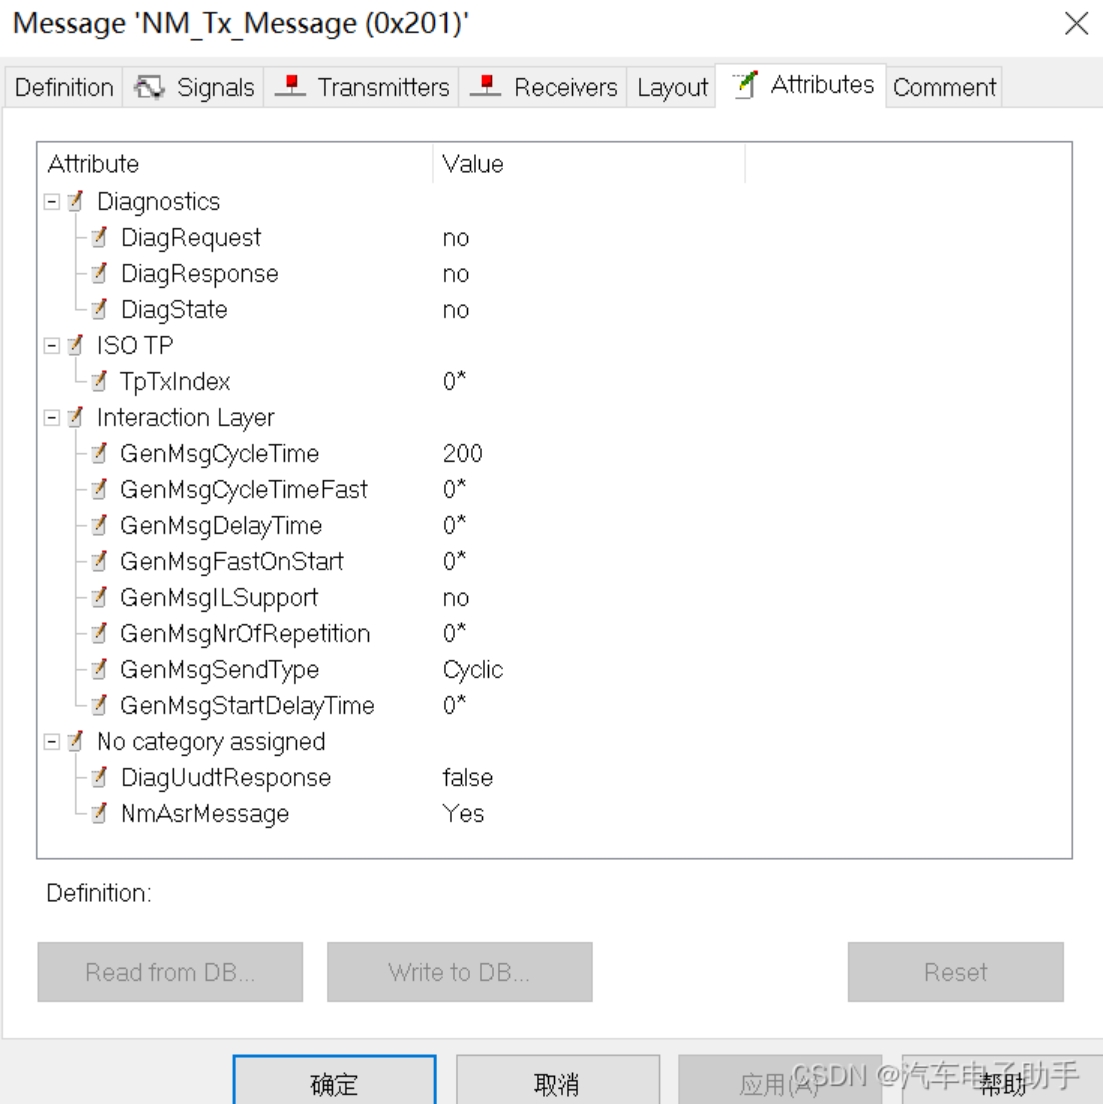 Message 'NM_Tx_Message (0x201)'
Definition Signals Transmitters Receivers Layout Attributes Comment
Attribute Value
Diagnostics
DiagRequest no
DiagResponse no
DiagState no
ISO TP
TpTxIndex 0*
Interaction Layer
GenMsgCycleTime 200
GenMsgCycleTimeFast 0*
GenMsgDelayTime 0*
GenMsgFastOnStart 0*
GenMsgILSupport no
GenMsgNrOfRepetition 0*
GenMsgSendType Cyclic
GenMsgStartDelayTime 0*
No category assigned
DiagUudtResponse false
NmAsrMessage Yes
Definition:
Read from DB... Write to DB... Reset
确定 取消 应用(A) 帮助
CSDN @汽车电子助手